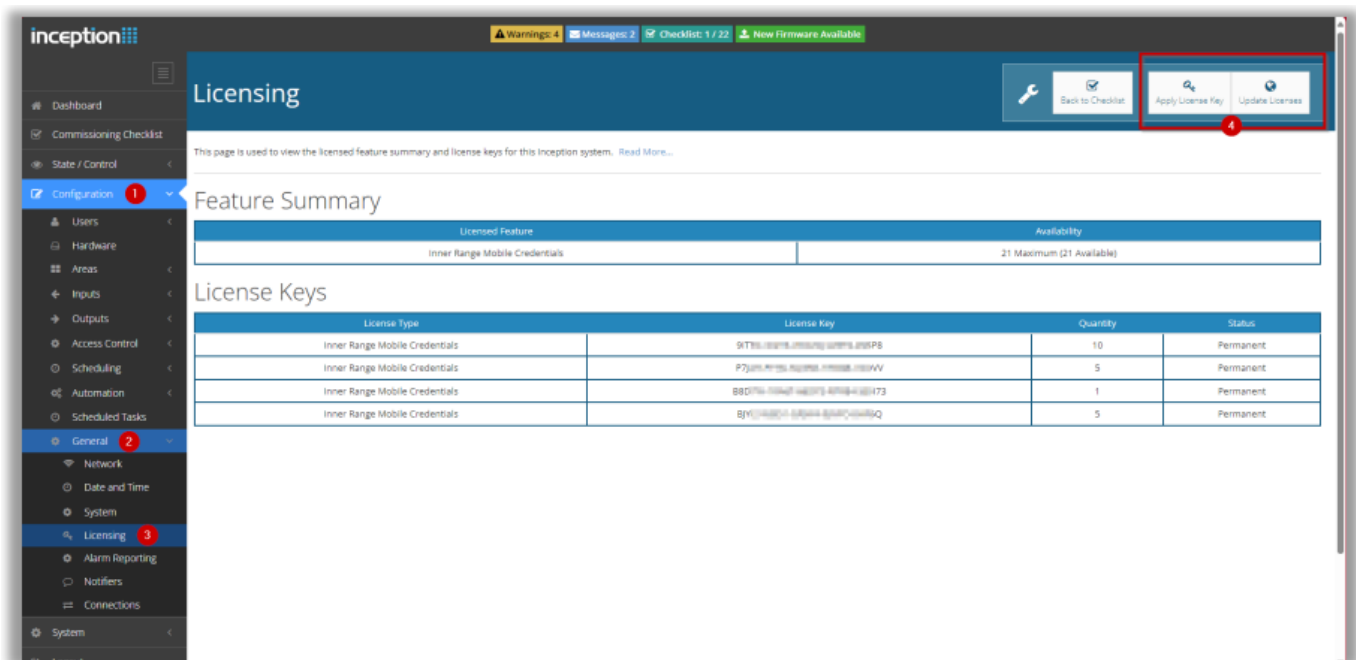 inception
Warnings: 4 Messages: 2 Checklist: 1 / 22 New Firmware Available
Dashboard
Commissioning Checklist
State / Control
Configuration 1
Users
Hardware
Areas
Inputs
Outputs
Access Control
Scheduling
Automation
Scheduled Tasks
General 2
Network
Date and Time
System
Licensing 3
Alarm Reporting
Notifiers
Connections
System
Licensing
Back to Checklist Apply License Key Update Licenses
4
This page is used to view the licensed feature summary and license keys for this Inception system. Read More...
Feature Summary
Licensed Feature Availability
Inner Range Mobile Credentials 21 Maximum (21 Available)
License Keys
License Type License Key Quantity Status
Inner Range Mobile Credentials 10 Permanent
Inner Range Mobile Credentials 5 Permanent
Inner Range Mobile Credentials 1 Permanent
Inner Range Mobile Credentials 5 Permanent